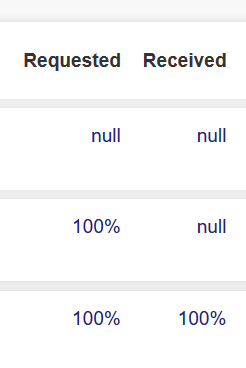 Requested Received
null null
100% null
100% 100%